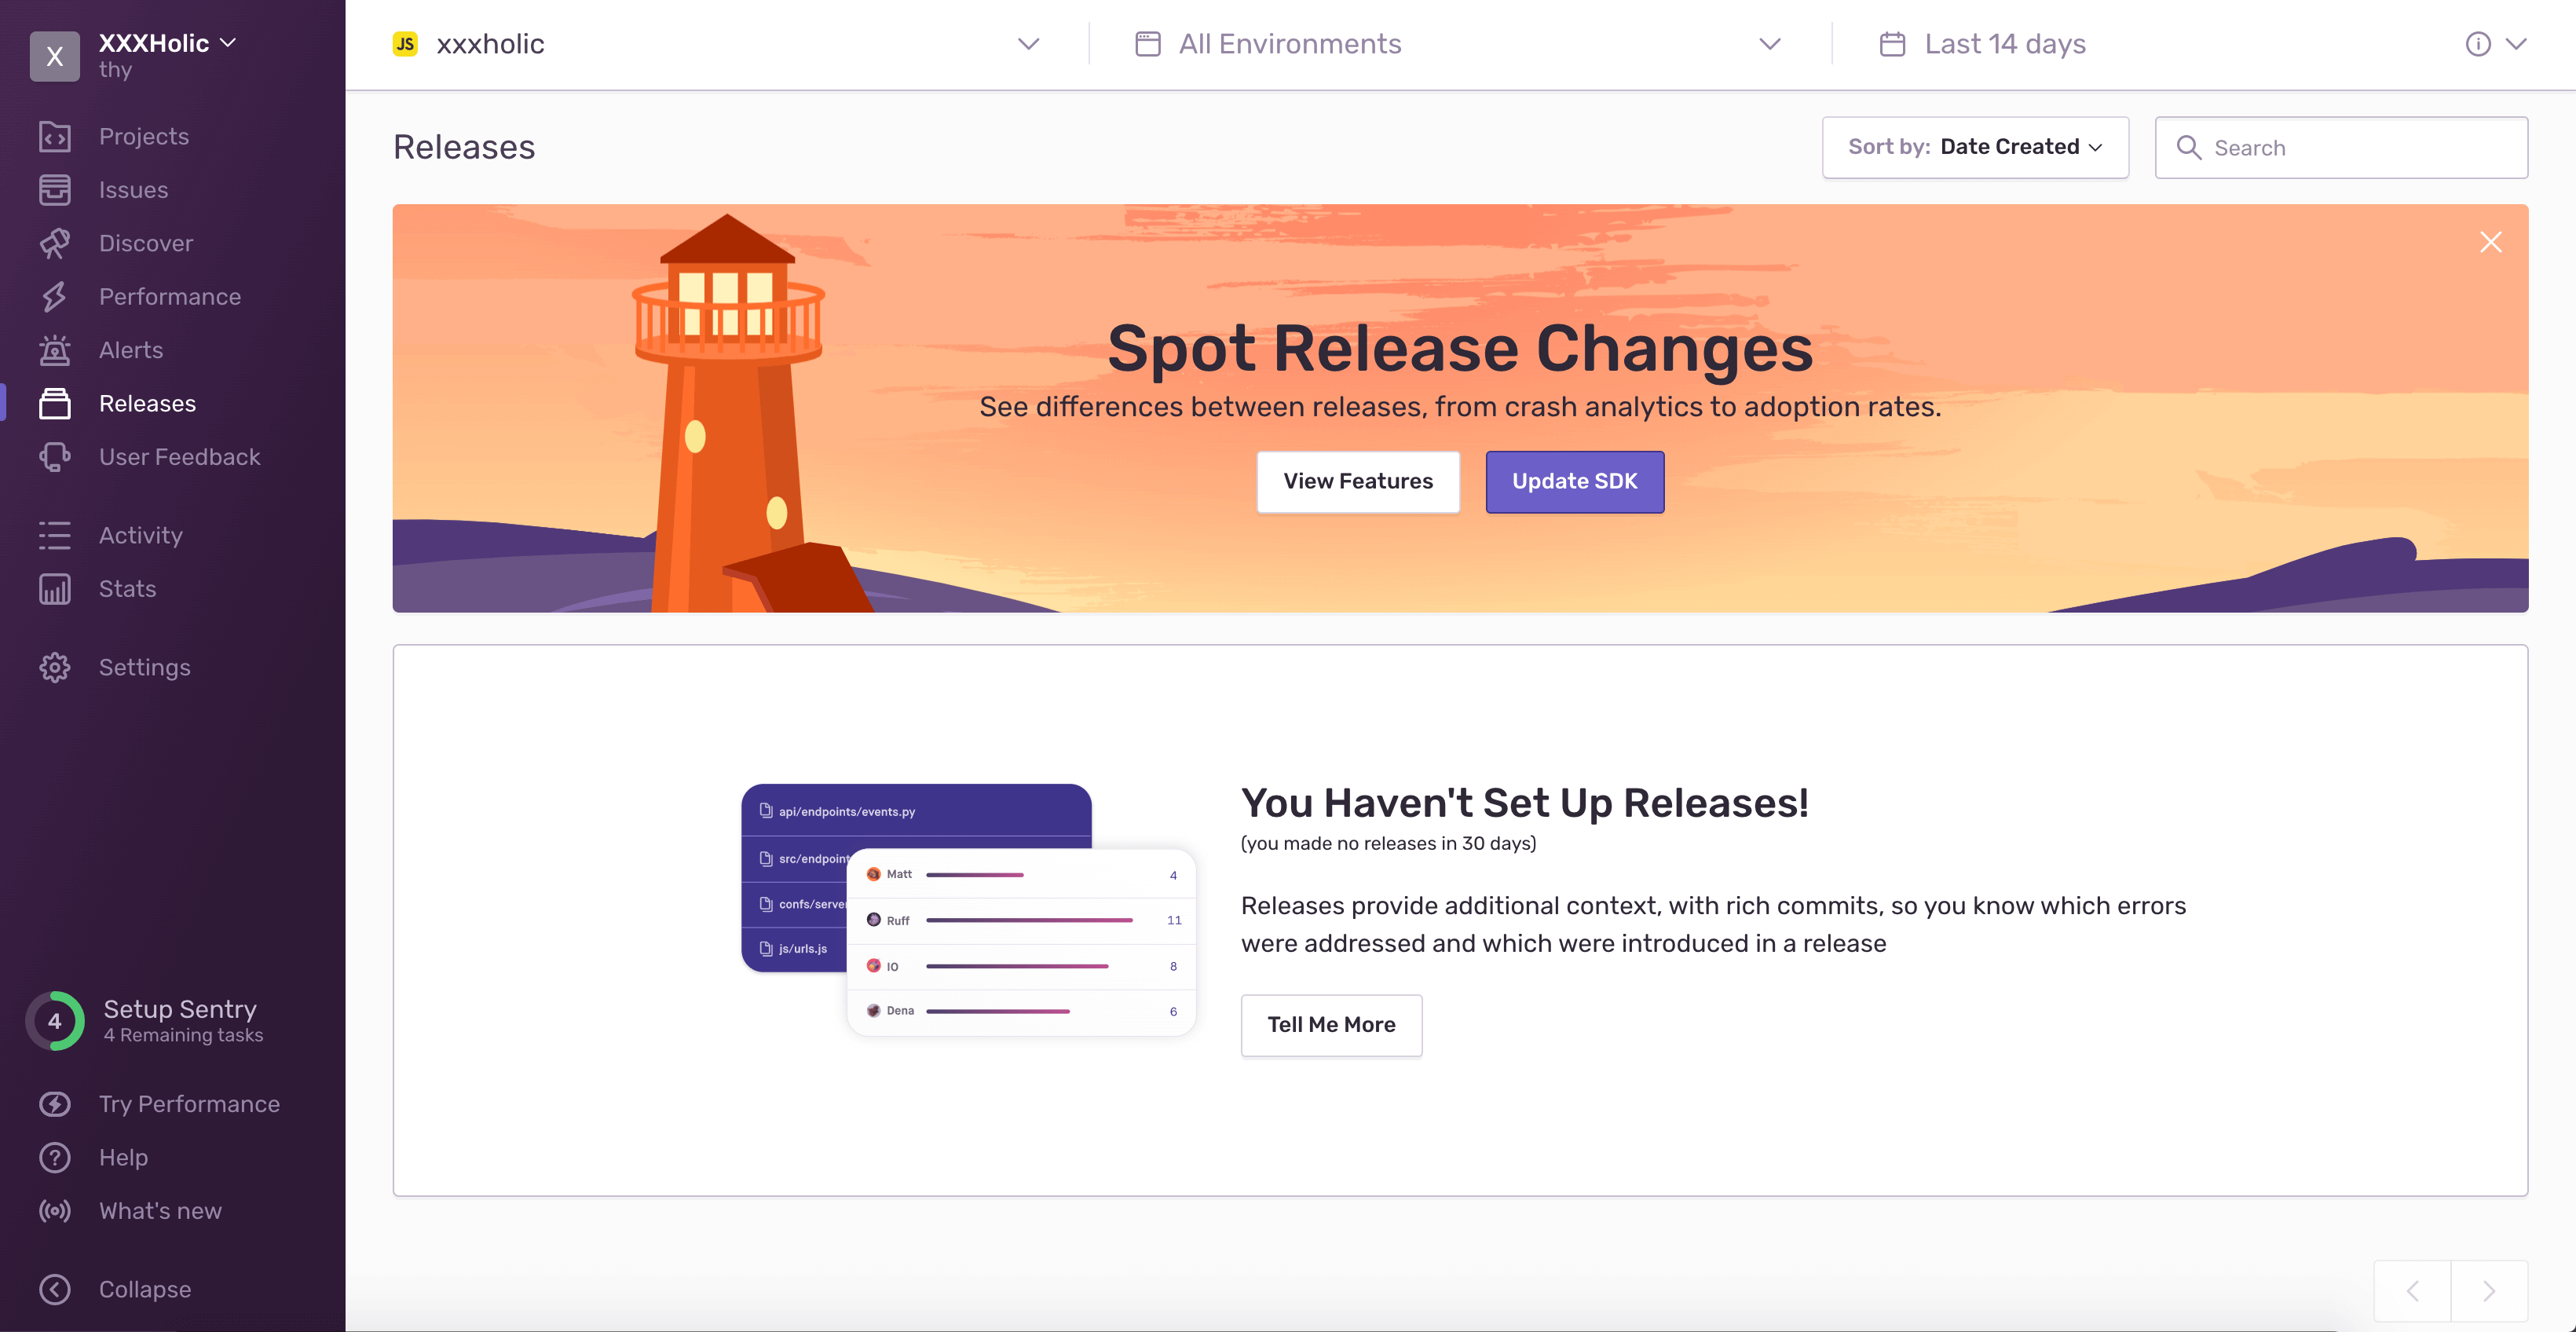 X
XXXHolic
thy
Projects
Issues
Discover
Performance
Alerts
Releases
User Feedback
Activity
Stats
Settings
4
Setup Sentry
4 Remaining tasks
Try Performance
Help
What's new
Collapse
JS xxxholic
All Environments
Last 14 days
Releases
Sort by: Date Created
Search
Spot Release Changes
See differences between releases, from crash analytics to adoption rates.
View Features
Update SDK
api/endpoints/events.py
src/endpoint
confs/server
js/urls.js
Matt 4
Ruff 11
IO 8
Dena 6
You Haven't Set Up Releases!
(you made no releases in 30 days)
Releases provide additional context, with rich commits, so you know which errors
were addressed and which were introduced in a release
Tell Me More